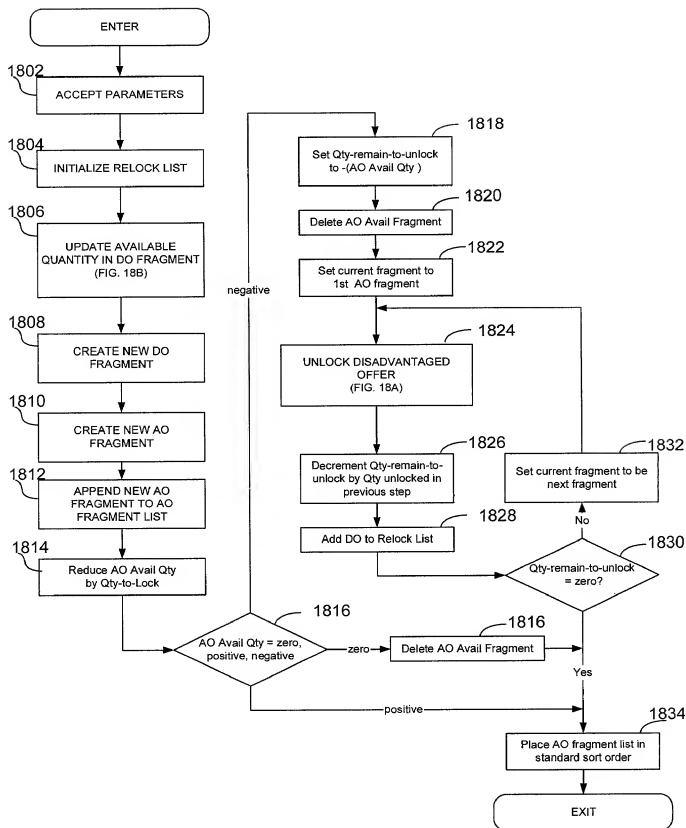 ENTER
1802
ACCEPT PARAMETERS
1804
INITIALIZE RELOCK LIST
1806
UPDATE AVAILABLE
QUANTITY IN DO FRAGMENT
(FIG. 18B)
1808
CREATE NEW DO
FRAGMENT
1810
CREATE NEW AO
FRAGMENT
1812
APPEND NEW AO
FRAGMENT TO AO
FRAGMENT LIST
1814
Reduce AO Avail Qty
by Qty-to-Lock
1816
AO Avail Qty = zero,
positive, negative
negative
zero
positive
1816
Delete AO Avail Fragment
1818
Set Qty-remain-to-unlock
to -(AO Avail Qty )
1820
Delete AO Avail Fragment
1822
Set current fragment to
1st AO fragment
1824
UNLOCK DISADVANTAGED
OFFER
(FIG. 18A)
1826
Decrement Qty-remain-to-
unlock by Qty unlocked in
previous step
1828
Add DO to Relock List
1830
Qty-remain-to-unlock
= zero?
No
1832
Set current fragment to be
next fragment
Yes
1834
Place AO fragment list in
standard sort order
EXIT